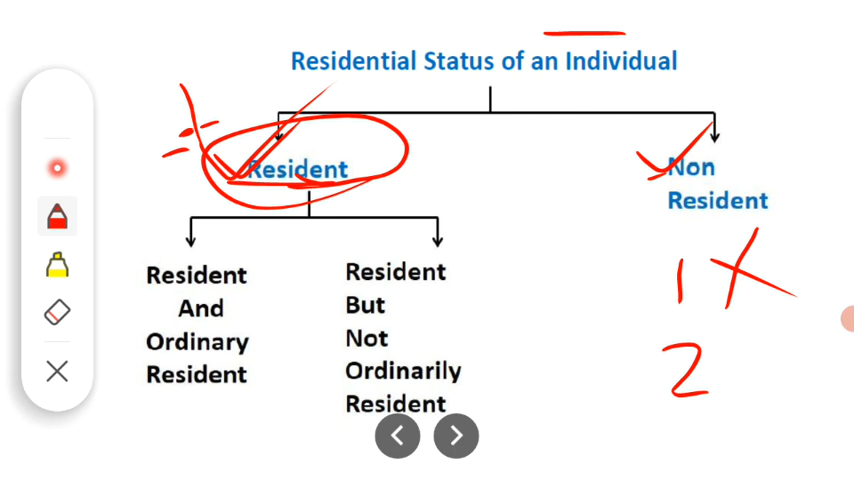 Residential Status of an Individual
Resident
Non
Resident
Resident
And
Ordinary
Resident
Resident
But
Not
Ordinarily
Resident
1 X
2